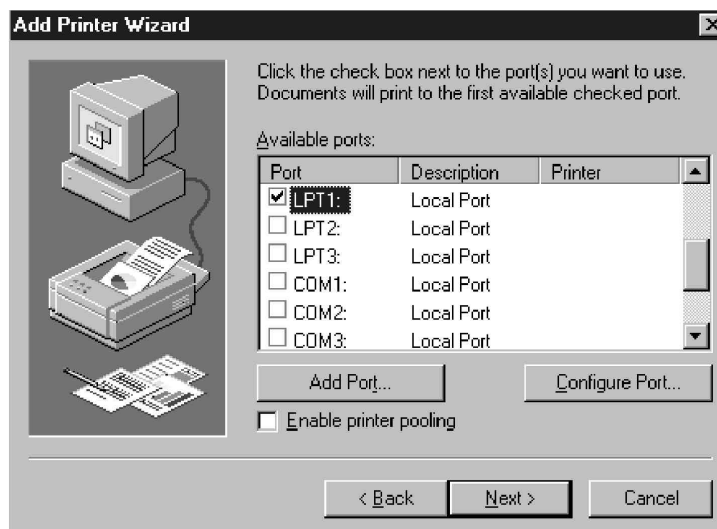 Add Printer Wizard
Click the check box next to the port(s) you want to use.
Documents will print to the first available checked port.
Available ports:
Port Description Printer
LPT1: Local Port
LPT2: Local Port
LPT3: Local Port
COM1: Local Port
COM2: Local Port
COM3: Local Port
Add Port... Configure Port...
Enable printer pooling
< Back Next > Cancel